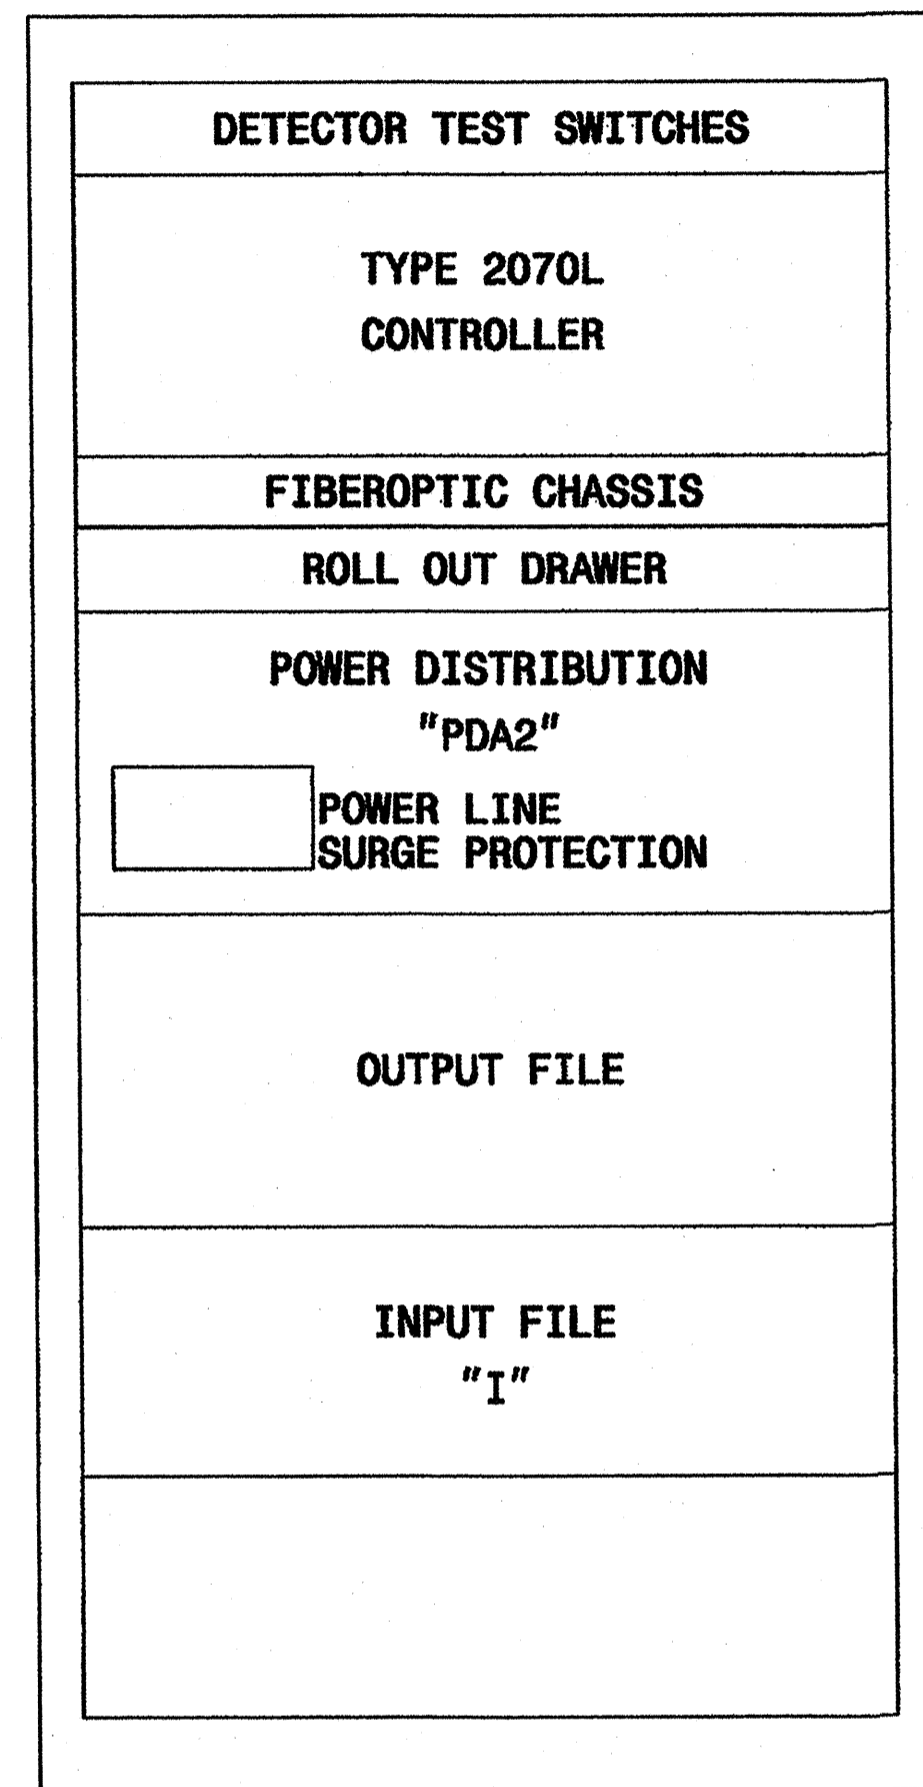 DETECTOR TEST SWITCHES
TYPE 2070L
CONTROLLER
FIBEROPTIC CHASSIS
ROLL OUT DRAWER
POWER DISTRIBUTION
"PDA2"
POWER LINE
SURGE PROTECTION
OUTPUT FILE
INPUT FILE
"I"